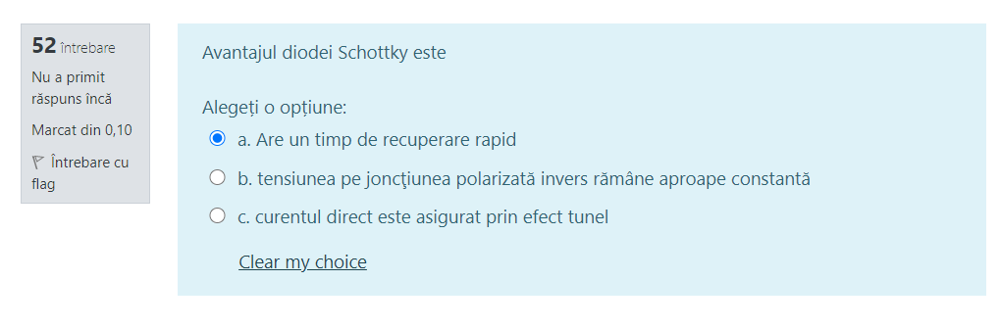 52 întrebare
Nu a primit
răspuns încă
Marcat din 0,10
Întrebare cu
flag
Avantajul diodei Schottky este
Alegeți o opțiune:
a. Are un timp de recuperare rapid
b. tensiunea pe joncţiunea polarizată invers rămâne aproape constantă
c. curentul direct este asigurat prin efect tunel
Clear my choice